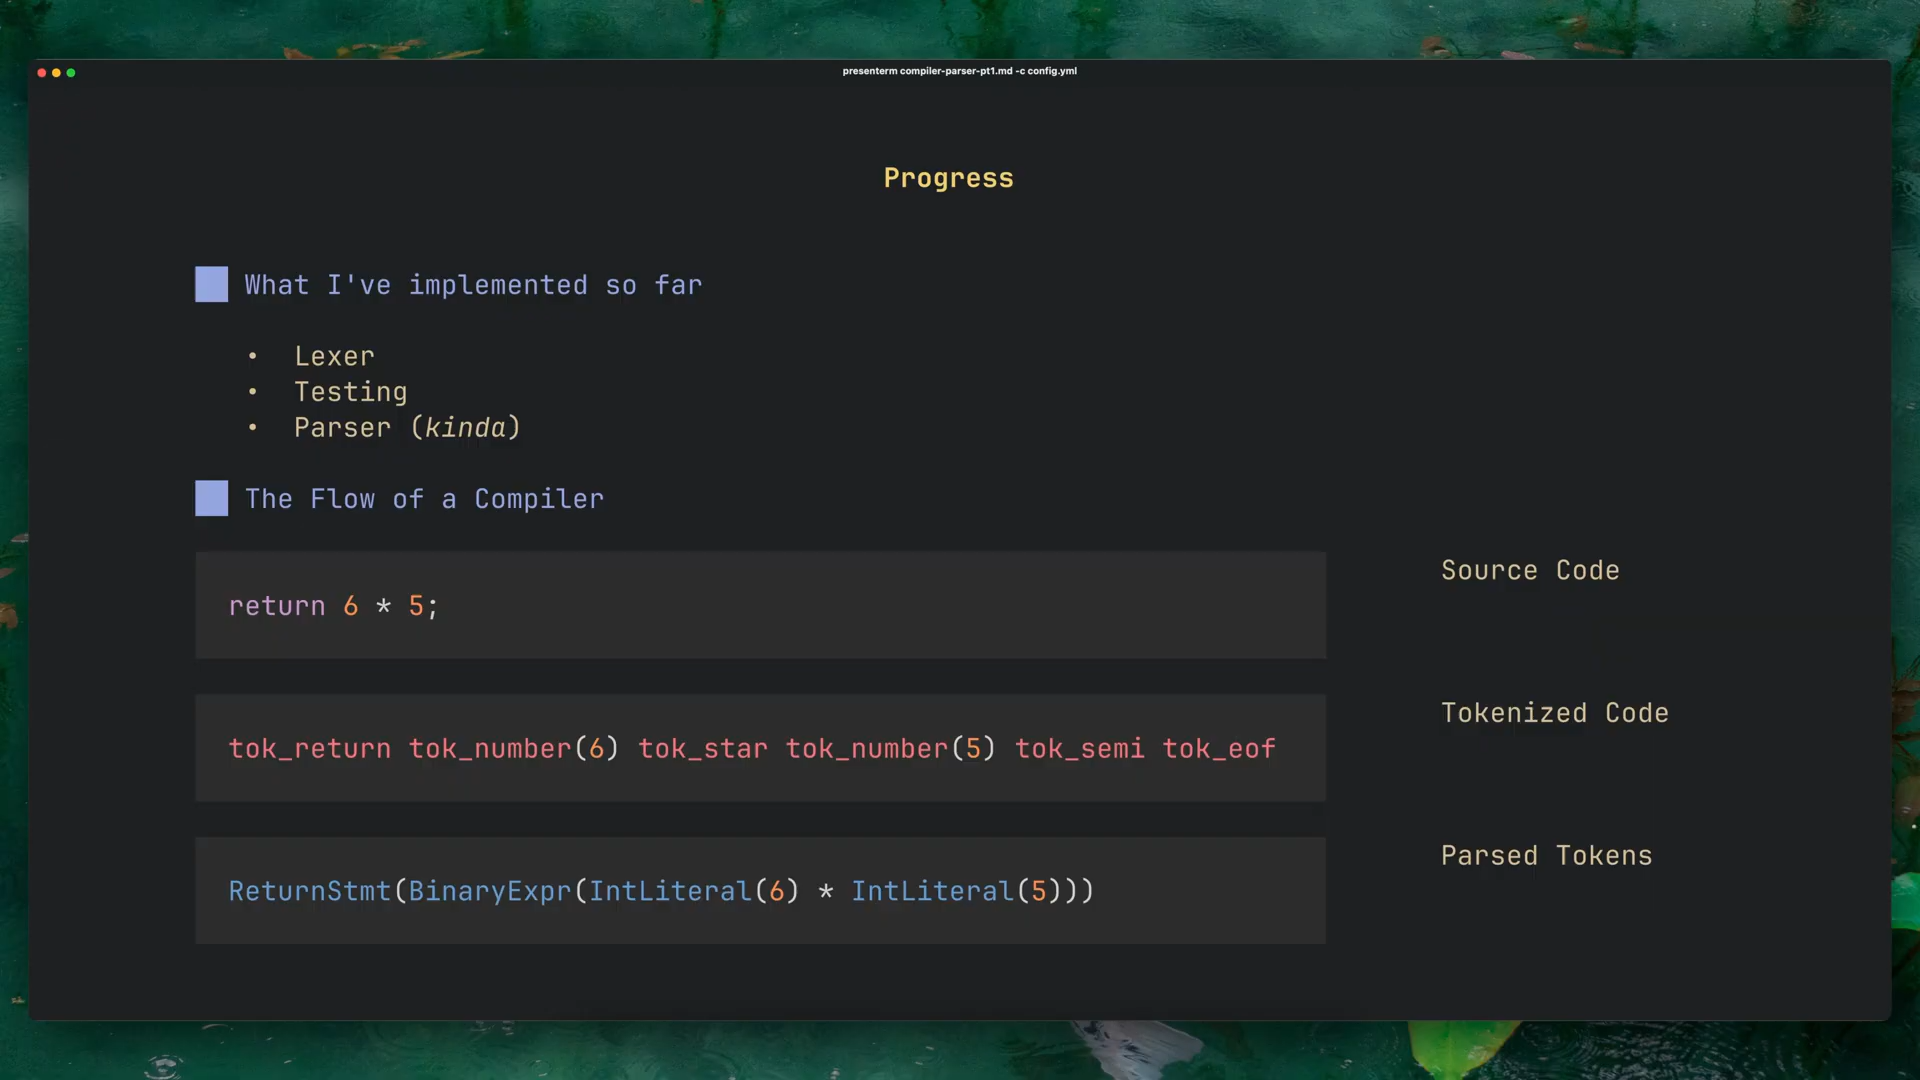 presenterm compiler-parser-pt1.md -c config.yml
Progress
What I've implemented so far
• Lexer
• Testing
• Parser (kinda)
The Flow of a Compiler
return 6 * 5;
Source Code
tok_return tok_number(6) tok_star tok_number(5) tok_semi tok_eof
Tokenized Code
ReturnStmt(BinaryExpr(IntLiteral(6) * IntLiteral(5)))
Parsed Tokens